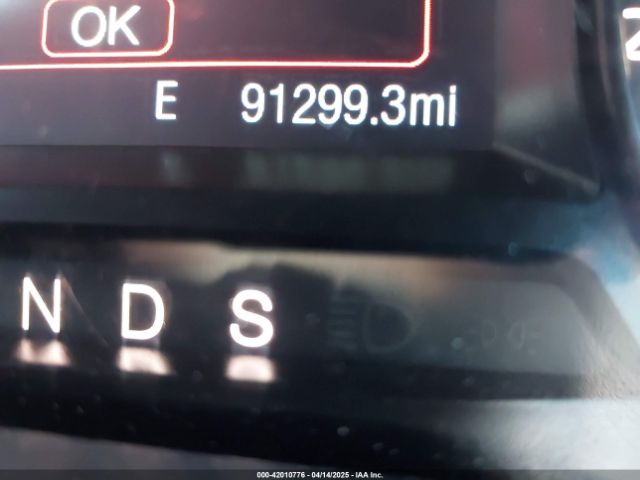 OK
E 91299.3mi
N D S
000-42010776 - 04/14/2025 - IAA Inc.